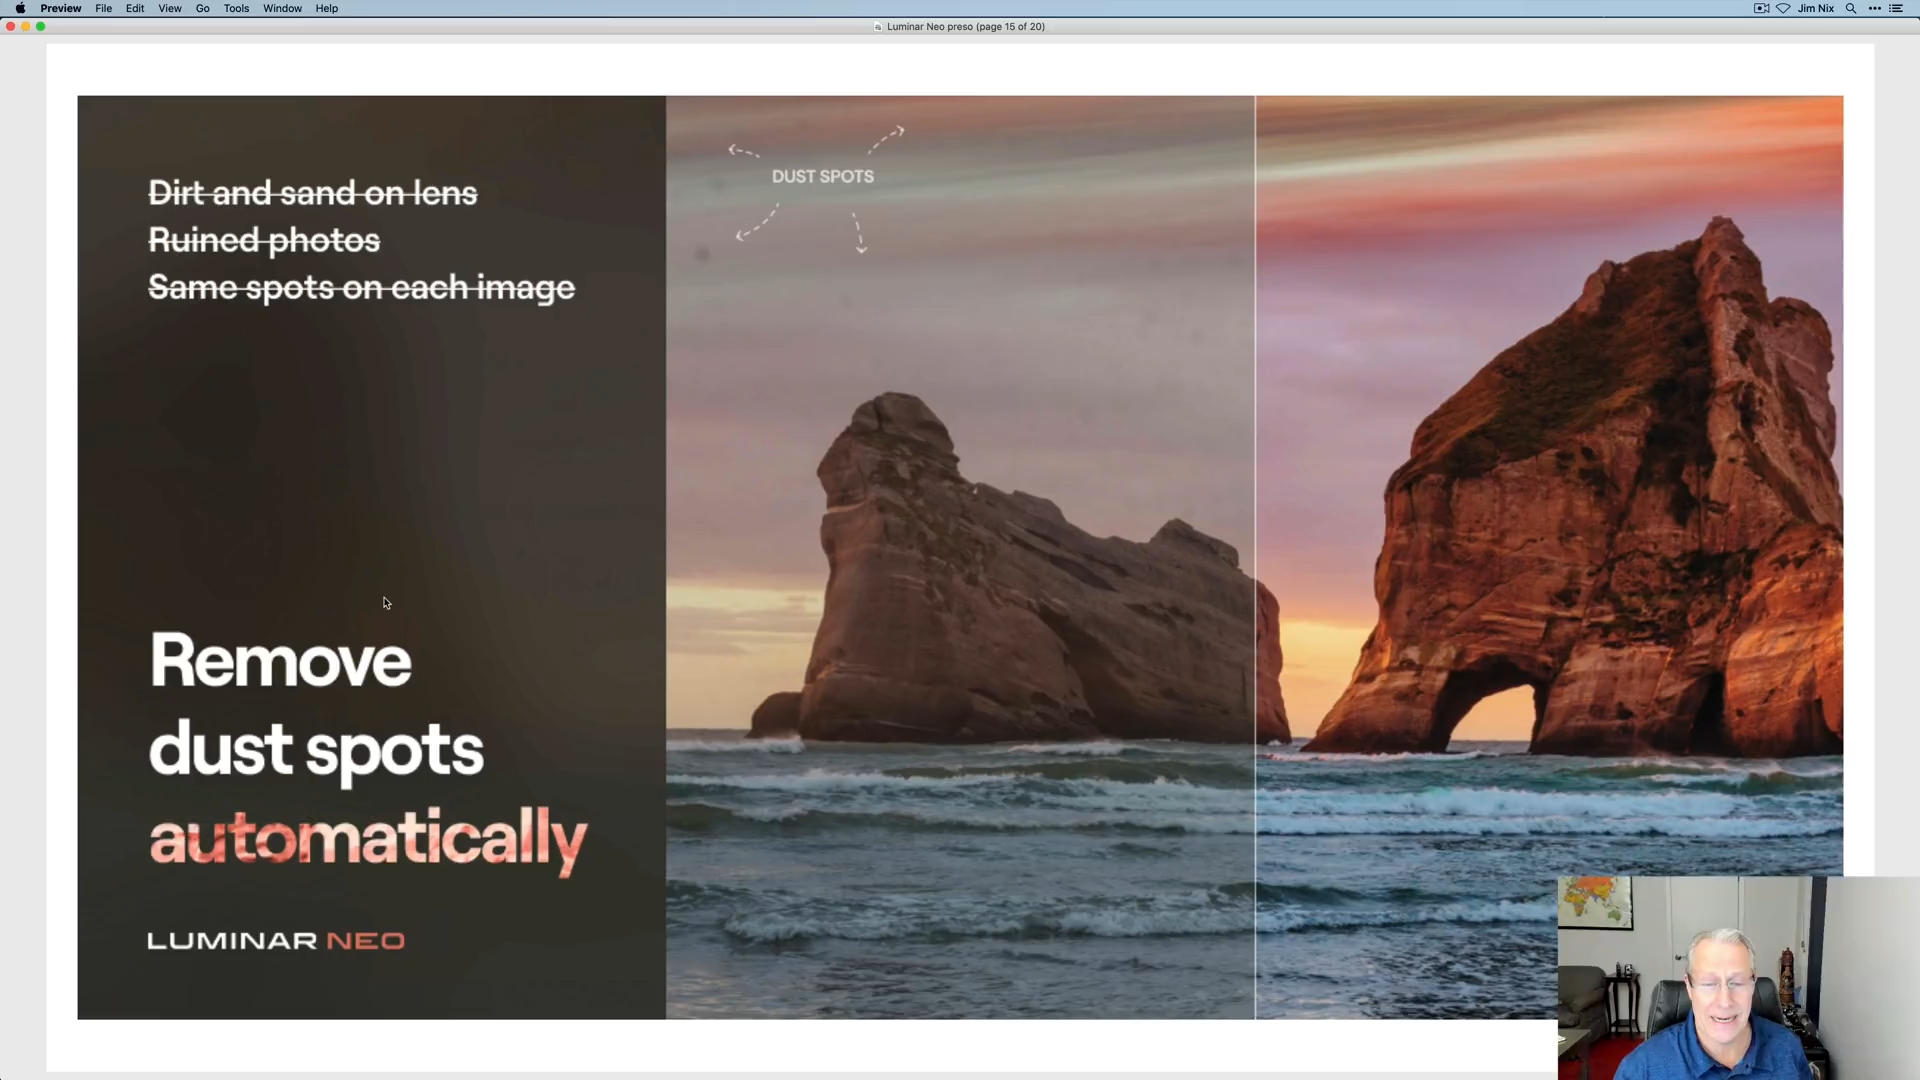 Preview File Edit View Go Tools Window Help
Jim Nix
Luminar Neo preso (page 15 of 20)
Dirt and sand on lens
Ruined photos
Same spots on each image
DUST SPOTS
Remove
dust spots
automatically
LUMINAR NEO